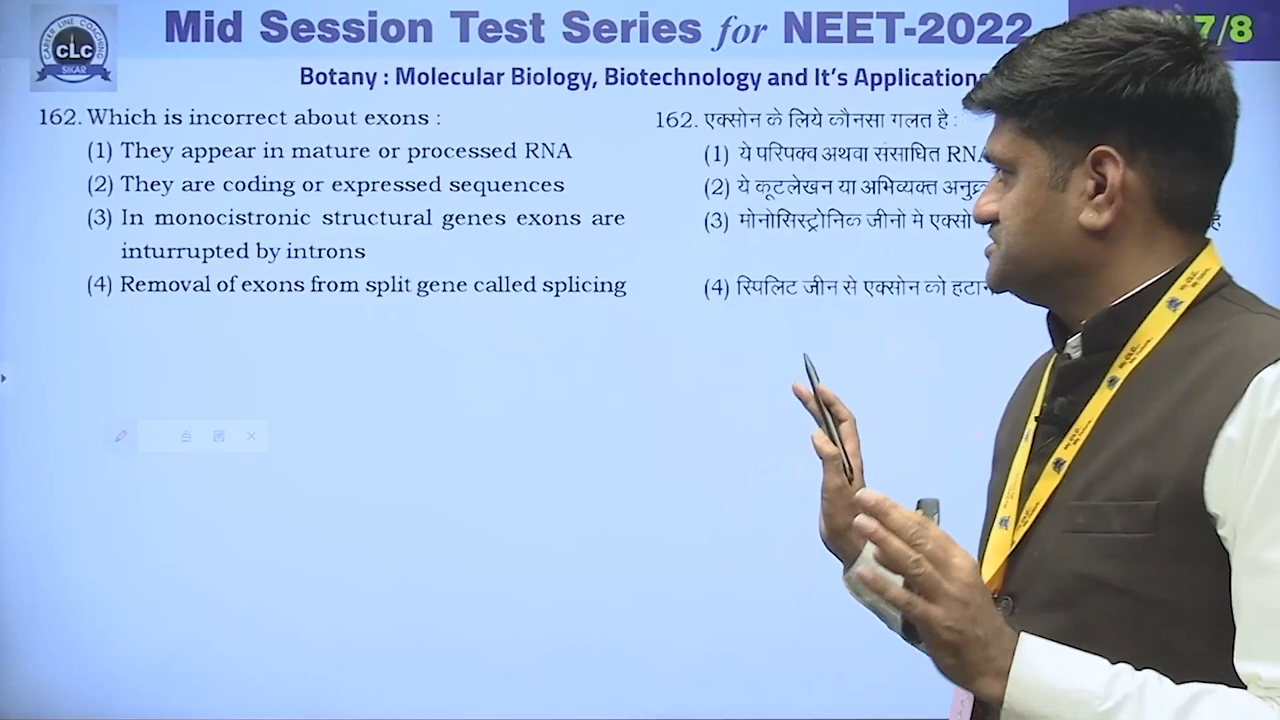 Mid Session Test Series for NEET-2022
7/8
CAREER LINE COACHING
CLC
SIKAR
Botany : Molecular Biology, Biotechnology and It's Applications
162. Which is incorrect about exons :
(1) They appear in mature or processed RNA
(2) They are coding or expressed sequences
(3) In monocistronic structural genes exons are
inturrupted by introns
(4) Removal of exons from split gene called splicing
162. एक्सोन के लिये कौनसा गलत है :
(1) ये परिपक्व अथवा संसाधित RNA
(2) ये कूटलेखन या अभिव्यक्त
(3) मोनोसिस्ट्रोनिक जीनो में
(4) स्पिलिट जीन से एक्सोन को